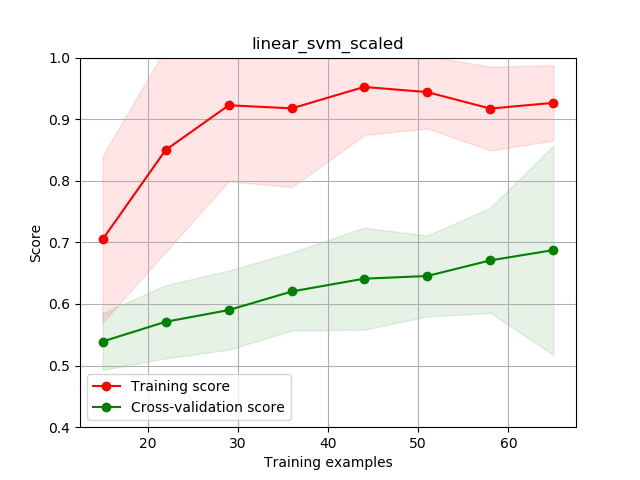 linear_svm_scaled
Score
1.0
0.9
0.8
0.7
0.6
0.5
0.4
Training score
Cross-validation score
20 30 40 50 60
Training examples